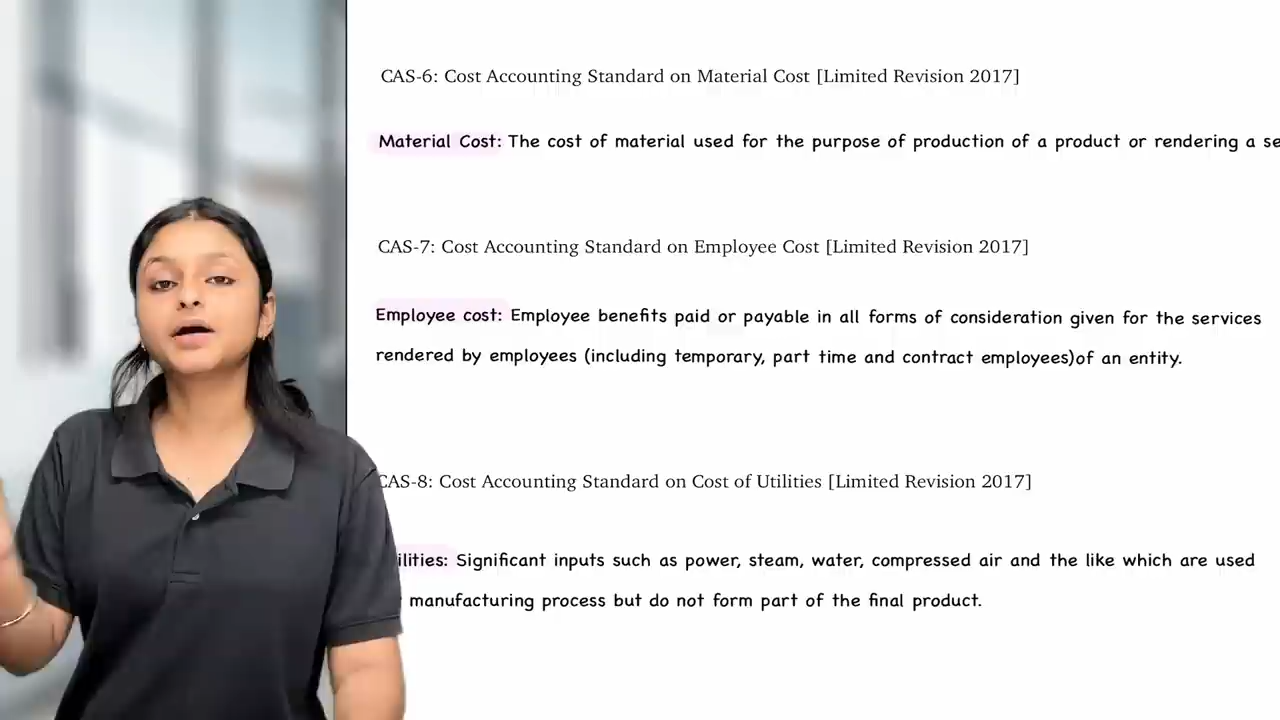 CAS-6: Cost Accounting Standard on Material Cost [Limited Revision 2017]
Material Cost: The cost of material used for the purpose of production of a product or rendering a
CAS-7: Cost Accounting Standard on Employee Cost [Limited Revision 2017]
Employee cost: Employee benefits paid or payable in all forms of consideration given for the services
rendered by employees (including temporary, part time and contract employees)of an entity.
CAS-8: Cost Accounting Standard on Cost of Utilities [Limited Revision 2017]
Significant inputs such as power, steam, water, compressed air and the like which are used
manufacturing process but do not form part of the final product.